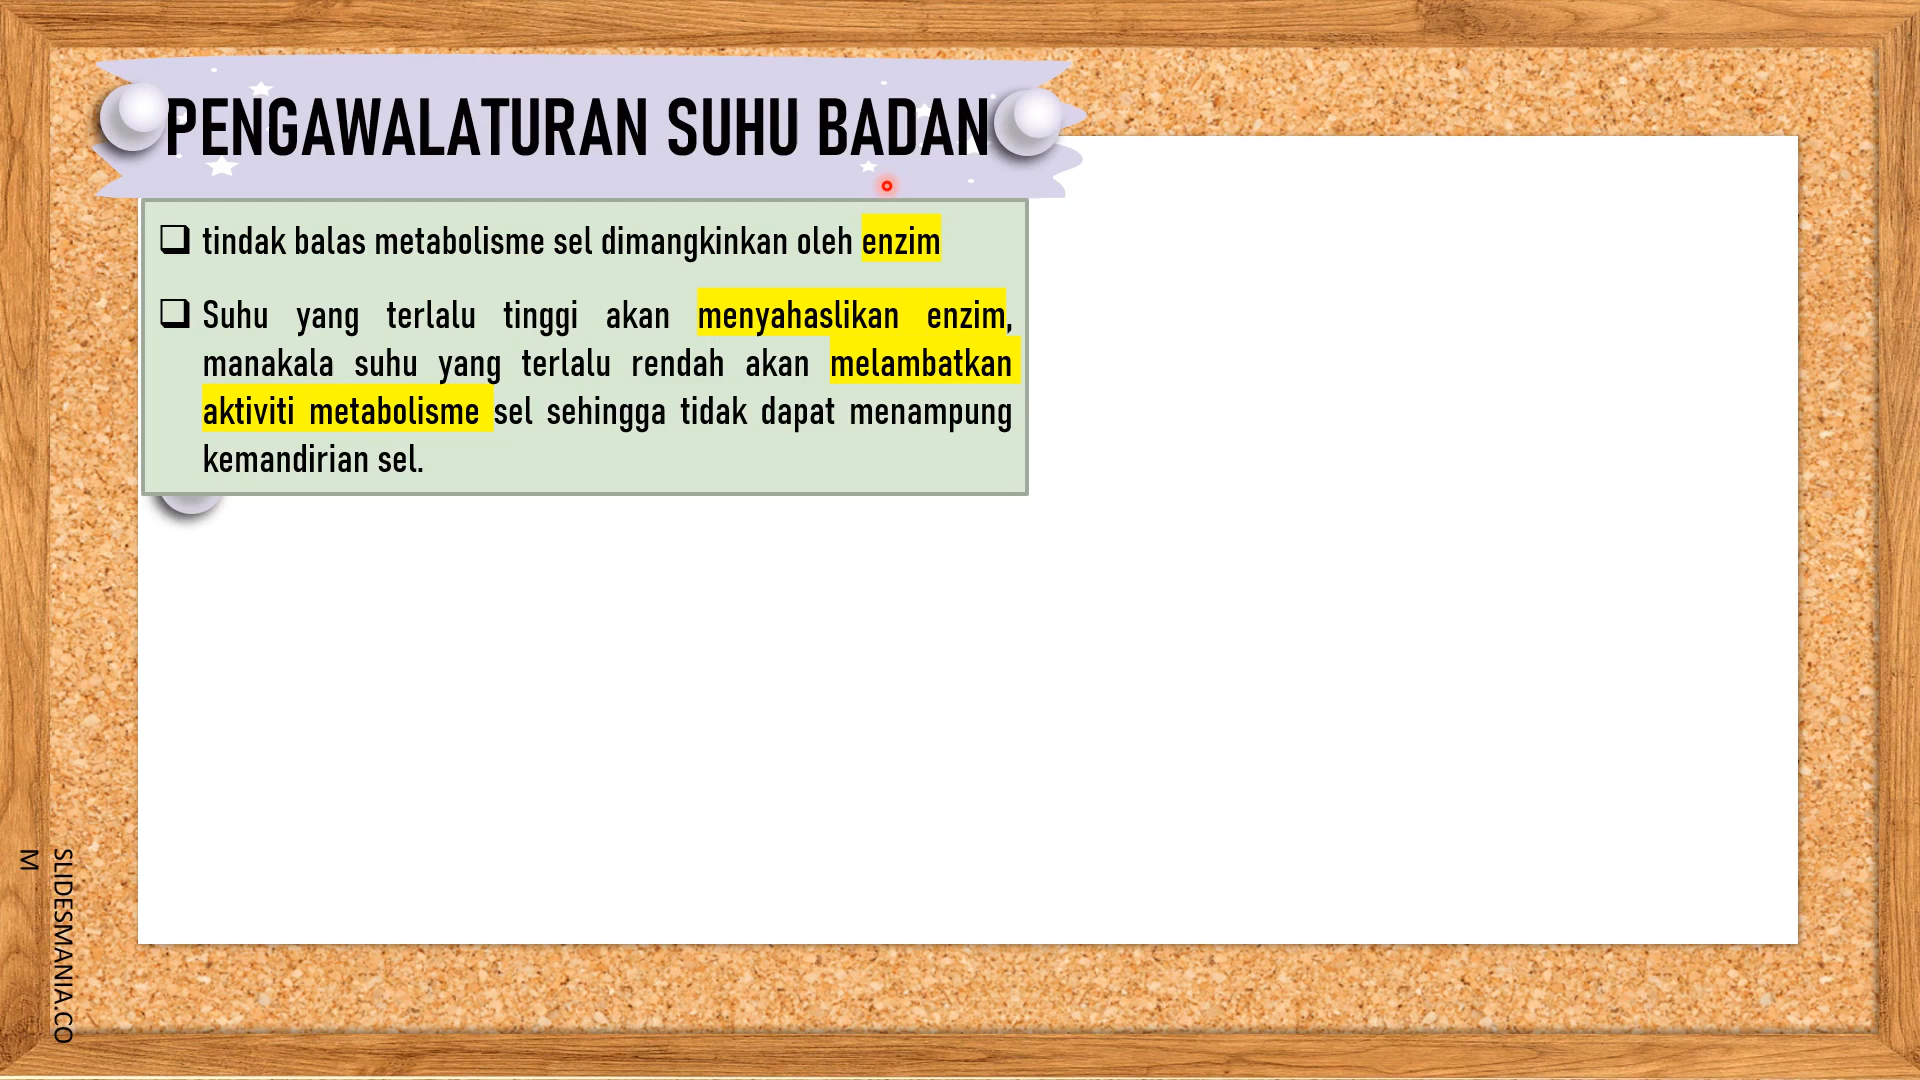 PENGAWALATURAN SUHU BADAN
❑ tindak balas metabolisme sel dimangkinkan oleh enzim
❑ Suhu yang terlalu tinggi akan menyahaslikan enzim,
manakala suhu yang terlalu rendah akan melambatkan
aktiviti metabolisme sel sehingga tidak dapat menampung
kemandirian sel.
SLIDESMANIA.CO
M